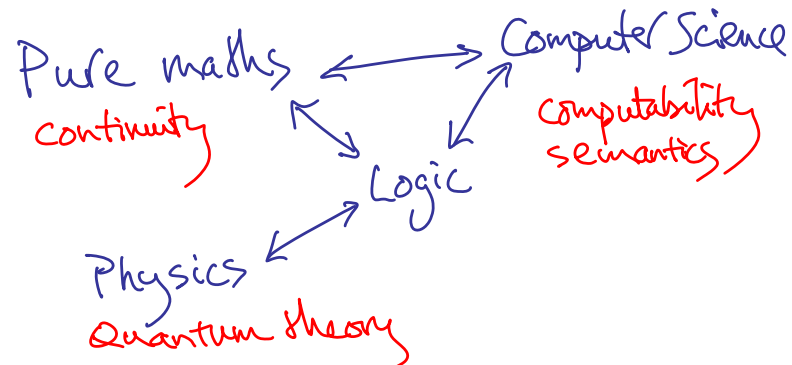 Pure maths
continuity
Computer Science
computability
semantics
Logic
Physics
Quantum theory